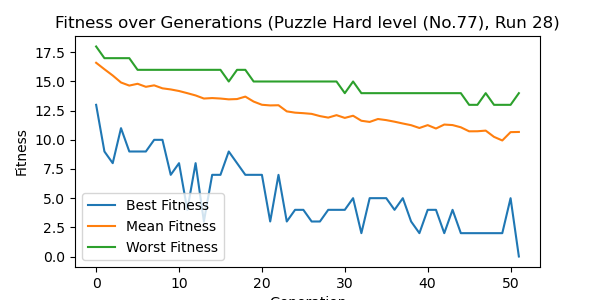 Fitness over Generations (Puzzle Hard level (No.77), Run 28)
Fitness
17.5
15.0
12.5
10.0
7.5
5.0
2.5
0.0
Best Fitness
Mean Fitness
Worst Fitness
0 10 20 30 40 50
Generation